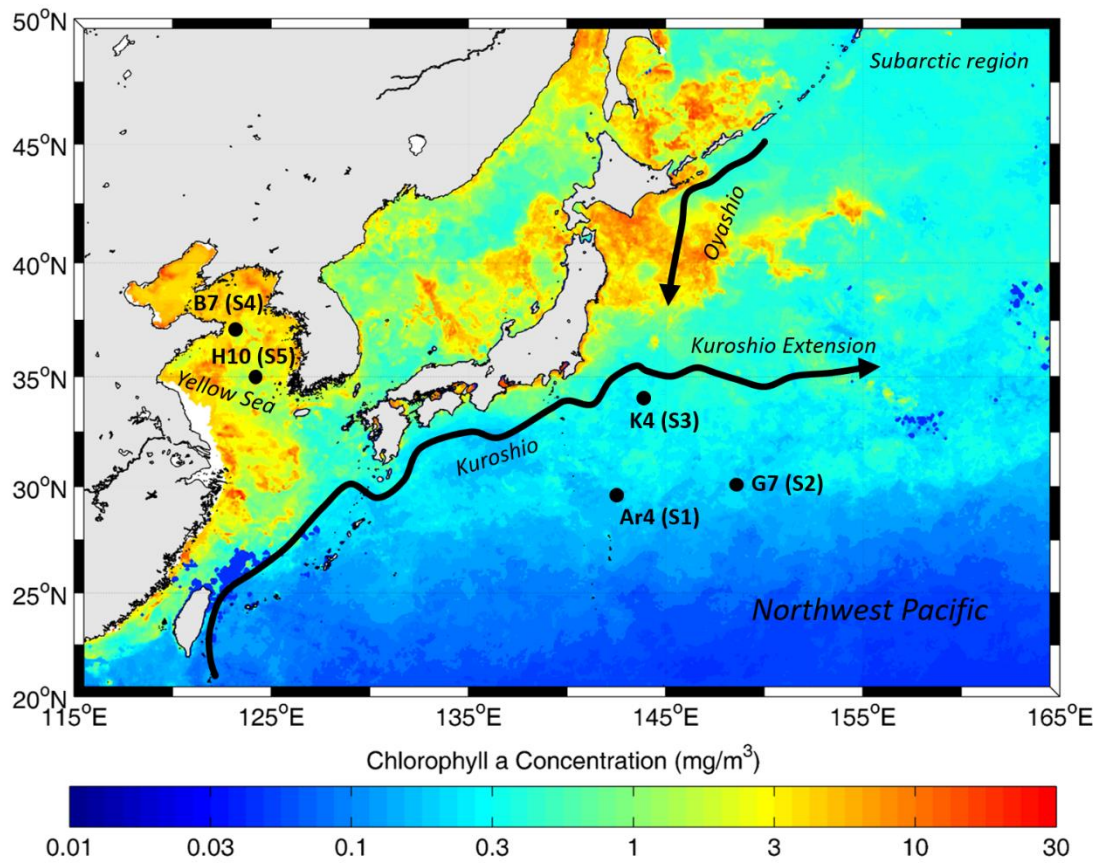 50°N
45°N
40°N
35°N
30°N
25°N
20°N
Subarctic region
Oyashio
B7 (S4)
H10 (S5)
Yellow Sea
Kuroshio Extension
K4 (S3)
Kuroshio
G7 (S2)
Ar4 (S1)
Northwest Pacific
115°E
125°E
135°E
145°E
155°E
165°E
Chlorophyll a Concentration (mg/m³)
0.01
0.03
0.1
0.3
1
3
10
30